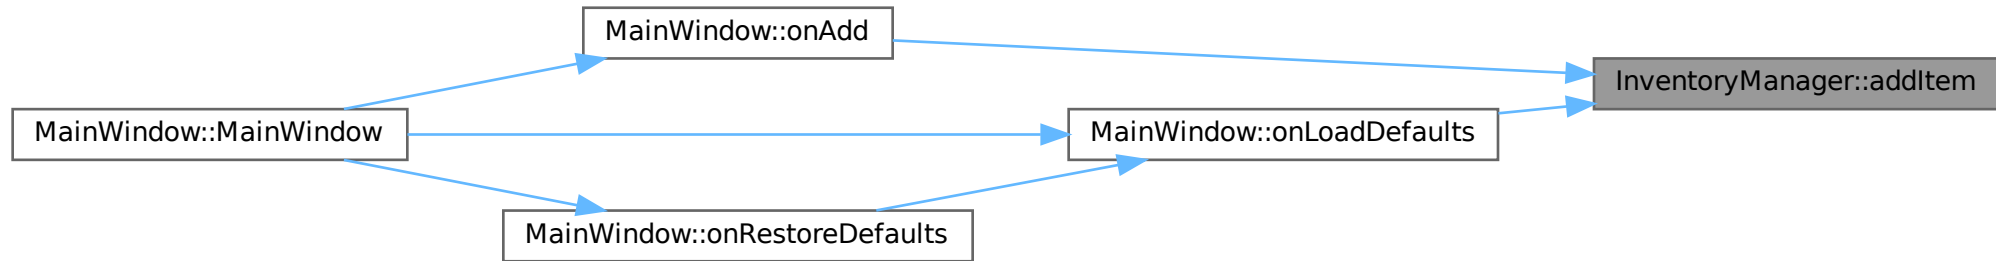 MainWindow::onAdd
InventoryManager::addItem
MainWindow::MainWindow
MainWindow::onLoadDefaults
MainWindow::onRestoreDefaults